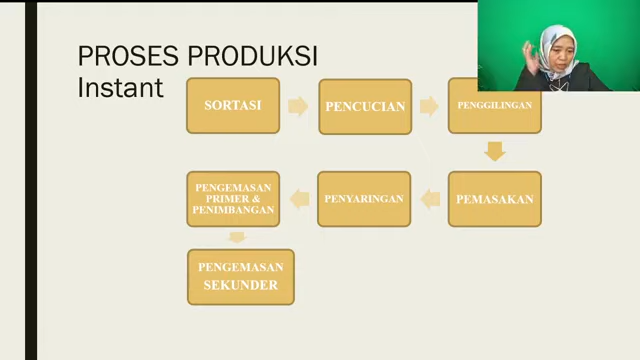 PROSES PRODUKSI
Instant
SORTASI
PENCUCIAN
PENGGILINGAN
PEMASAKAN
PENYARINGAN
PENGEMASAN
PRIMER &
PENIMBANGAN
PENGEMASAN
SEKUNDER